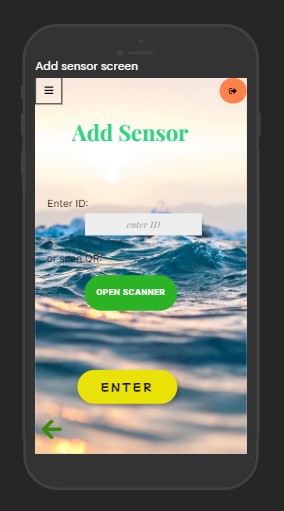 Add sensor screen
Add Sensor
Enter ID:
enter ID
or scan QR:
OPEN SCANNER
ENTER